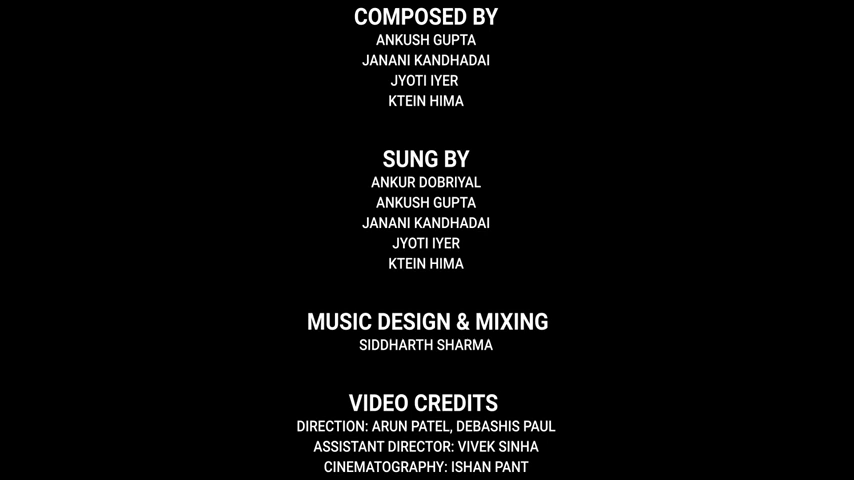 COMPOSED BY
ANKUSH GUPTA
JANANI KANDHADAI
JYOTI IYER
KTEIN HIMA
SUNG BY
ANKUR DOBRIYAL
ANKUSH GUPTA
JANANI KANDHADAI
JYOTI IYER
KTEIN HIMA
MUSIC DESIGN & MIXING
SIDDHARTH SHARMA
VIDEO CREDITS
DIRECTION: ARUN PATEL, DEBASHIS PAUL
ASSISTANT DIRECTOR: VIVEK SINHA
CINEMATOGRAPHY: ISHAN PANT